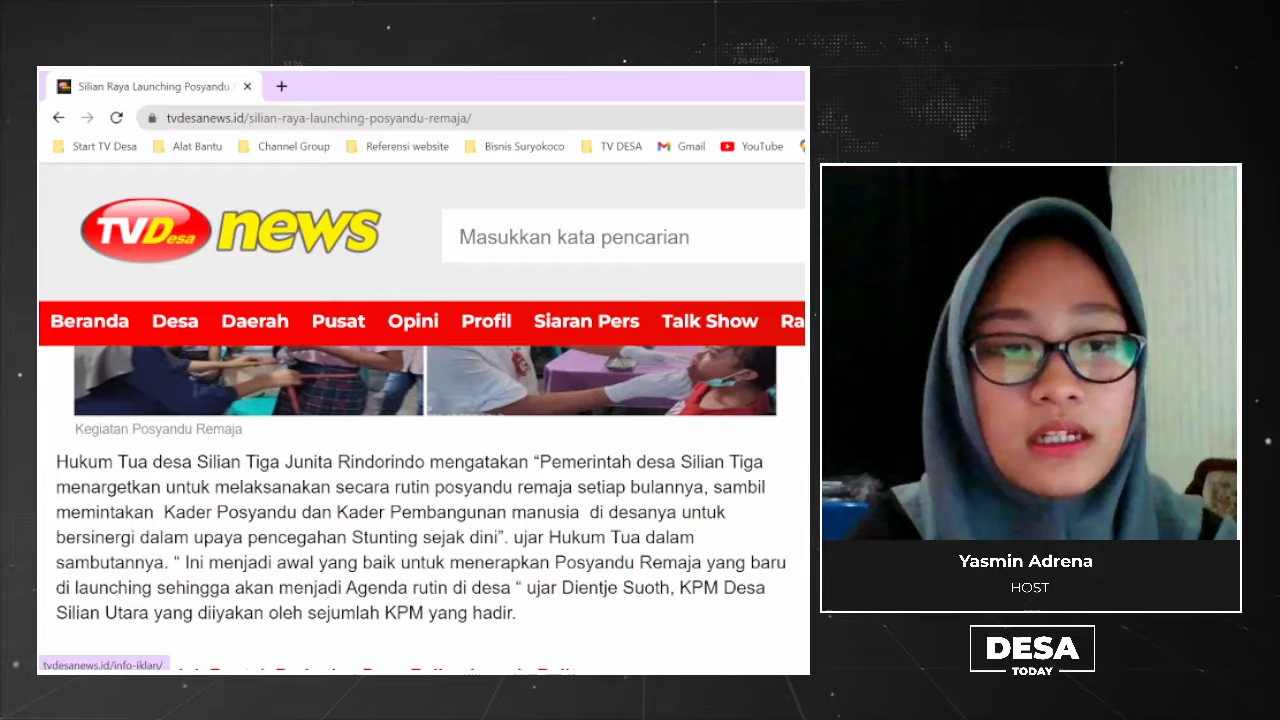 Silian Raya Launching Posyandu
tvdesanews.id/silian-raya-launching-posyandu-remaja/
Start TV Desa Alat Bantu Channel Group Referensi website Bisnis Suryokoco TV DESA Gmail YouTube
TVDesa news
Masukkan kata pencarian
Beranda Desa Daerah Pusat Opini Profil Siaran Pers Talk Show Ra
Kegiatan Posyandu Remaja
Hukum Tua desa Silian Tiga Junita Rindorindo mengatakan “Pemerintah desa Silian Tiga
menargetkan untuk melaksanakan secara rutin posyandu remaja setiap bulannya, sambil
memintakan Kader Posyandu dan Kader Pembangunan manusia di desanya untuk
bersinergi dalam upaya pencegahan Stunting sejak dini”. ujar Hukum Tua dalam
sambutannya. “ Ini menjadi awal yang baik untuk menerapkan Posyandu Remaja yang baru
di launching sehingga akan menjadi Agenda rutin di desa “ ujar Dientje Suoth, KPM Desa
Silian Utara yang diiyakan oleh sejumlah KPM yang hadir.
tvdesanews.id/info-iklan/
Yasmin Adrena
HOST
DESA
TODAY